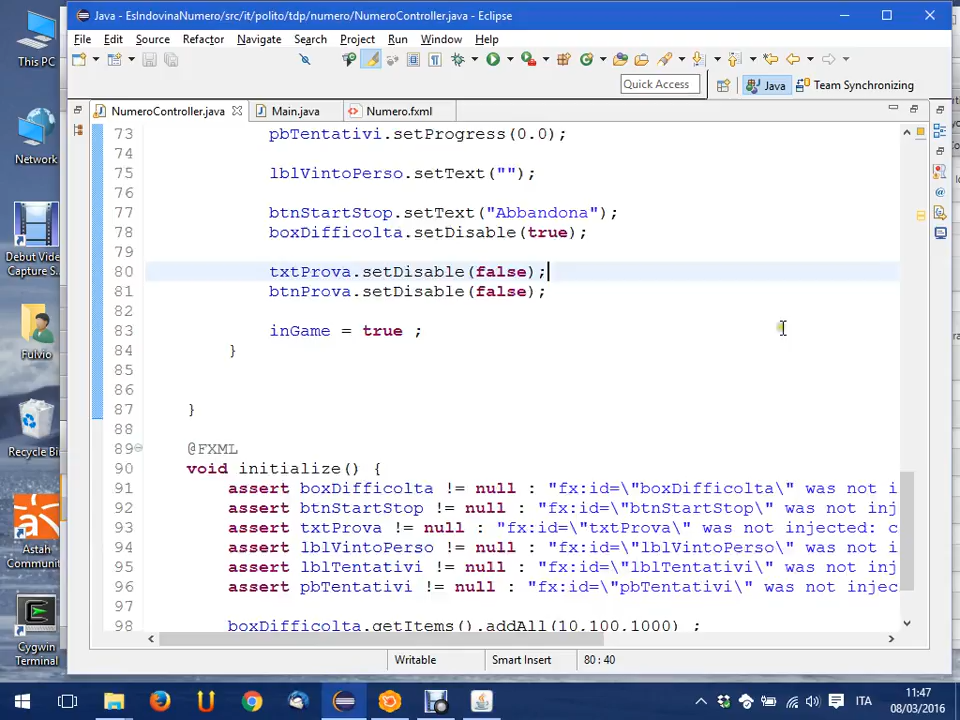 Java - EsIndovinaNumero/src/it/polito/tdp/numero/NumeroController.java - Eclipse
File Edit Source Refactor Navigate Search Project Run Window Help
Quick Access
Java
Team Synchronizing
NumeroController.java
Main.java
Numero.fxml
73 pbTentativi.setProgress(0.0);
74
75 lblVintoPerso.setText("");
76
77 btnStartStop.setText("Abbandona");
78 boxDifficolta.setDisable(true);
79
80 txtProva.setDisable(false);
81 btnProva.setDisable(false);
82
83 inGame = true ;
84 }
85
86
87 }
88
89 @FXML
90 void initialize() {
91 assert boxDifficolta != null : "fx:id=\"boxDifficolta\" was not i
92 assert btnStartStop != null : "fx:id=\"btnStartStop\" was not inj
93 assert txtProva != null : "fx:id=\"txtProva\" was not injected: c
94 assert lblVintoPerso != null : "fx:id=\"lblVintoPerso\" was not i
95 assert lblTentativi != null : "fx:id=\"lblTentativi\" was not inj
96 assert pbTentativi != null : "fx:id=\"pbTentativi\" was not injec
97
98 boxDifficolta.getItems().addAll(10,100,1000) ;
Writable
Smart Insert
80 : 40
This PC
Network
Debut Video
Capture S...
Fulvio
Recycle Bin
Astah
Communi...
Cygwin
Terminal
ITA
11:47
08/03/2016